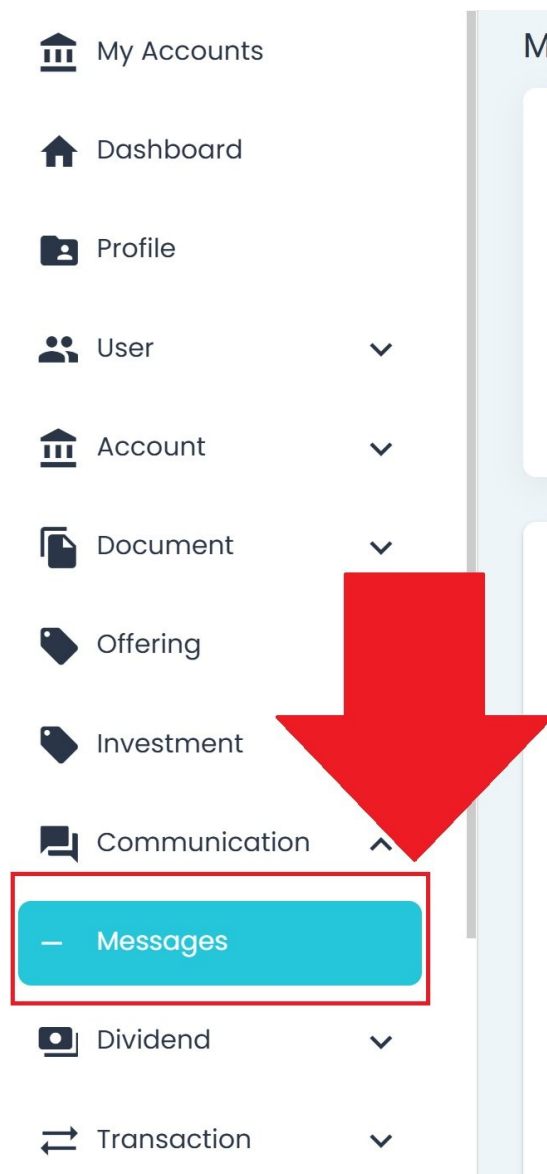 My Accounts
Dashboard
Profile
User
Account
Document
Offering
Investment
Communication
Messages
Dividend
Transaction